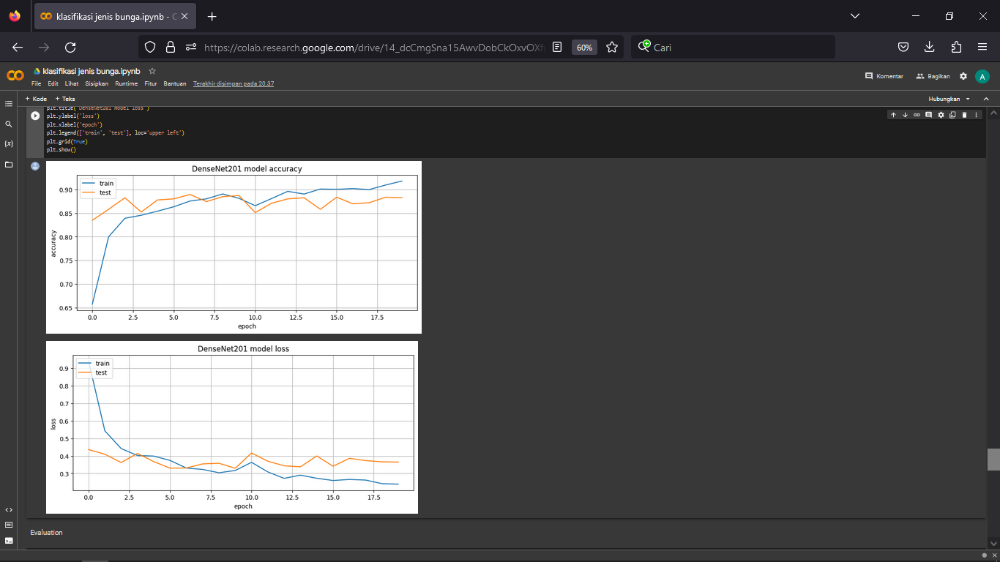 klasifikasi jenis bunga.ipynb - C
https://colab.research.google.com/drive/14_dcCmgSna15AwvDobCkOxvOXf
60%
Cari
klasifikasi jenis bunga.ipynb
File Edit Lihat Sisipkan Runtime Fitur Bantuan Terakhir disimpan pada 20.37
Komentar Bagikan A
+ Kode + Teks
Hubungkan
plt.title('DenseNet201 model loss')
plt.ylabel('loss')
plt.xlabel('epoch')
plt.legend(['train', 'test'], loc='upper left')
plt.grid(True)
plt.show()
DenseNet201 model accuracy
train
test
accuracy
0.90
0.85
0.80
0.75
0.70
0.65
0.0 2.5 5.0 7.5 10.0 12.5 15.0 17.5
epoch
DenseNet201 model loss
train
test
loss
0.9
0.8
0.7
0.6
0.5
0.4
0.3
0.0 2.5 5.0 7.5 10.0 12.5 15.0 17.5
epoch
Evaluation